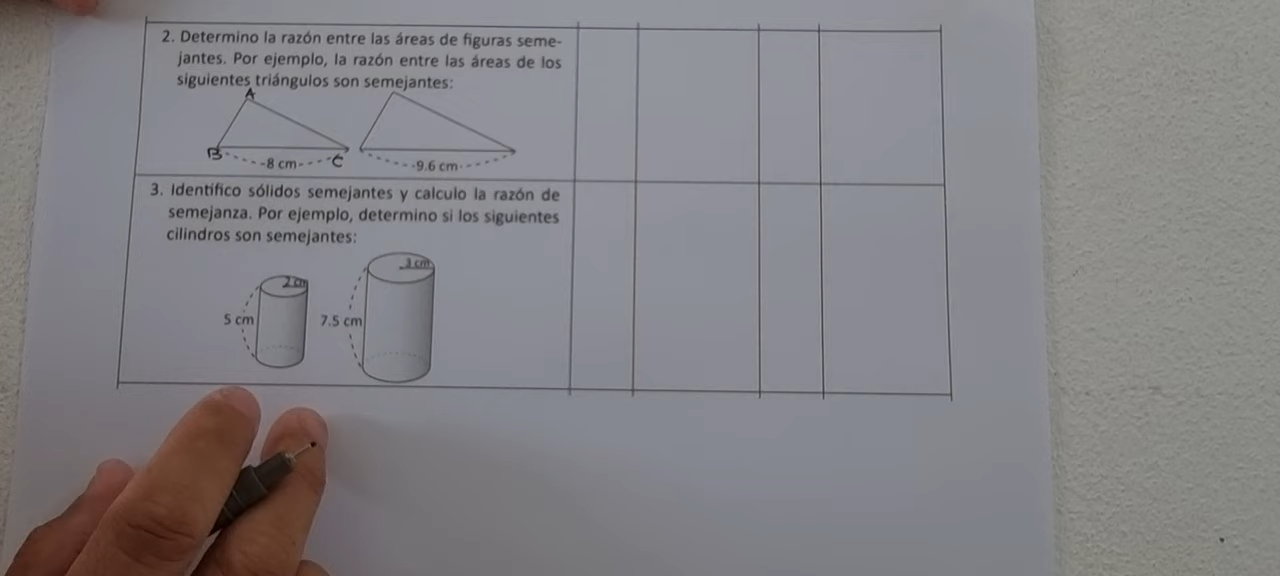 2. Determino la razón entre las áreas de figuras seme-
jantes. Por ejemplo, la razón entre las áreas de los
siguientes triángulos son semejantes:
A
B
8 cm
C
9.6 cm
3. Identifico sólidos semejantes y calculo la razón de
semejanza. Por ejemplo, determino si los siguientes
cilindros son semejantes:
3 cm
2 cm
5 cm
7.5 cm